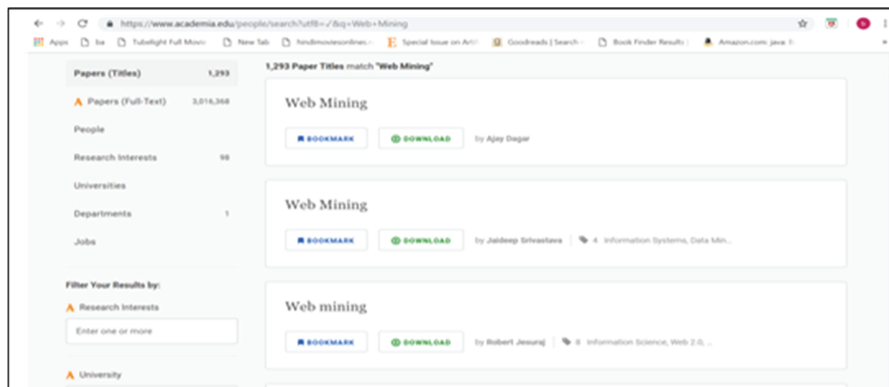 https://www.academia.edu/people/search?utf8=✓&q=Web+Mining
Apps ba Tubelight Full Movie New Tab hindimoviesonline. Special Issue on Arti Goodreads | Search Book Finder Results | Amazon.com: java: 
Papers (Titles) 1,293
Papers (Full-Text) 3,016,368
People
Research Interests 98
Universities
Departments 1
Jobs
Filter Your Results by:
Research Interests
Enter one or more
University
1,293 Paper Titles match "Web Mining"
Web Mining
BOOKMARK DOWNLOAD by Ajay Dagar
Web Mining
BOOKMARK DOWNLOAD by Jaideep Srivastava 4 Information Systems, Data Min...
Web mining
BOOKMARK DOWNLOAD by Robert Jesuraj 8 Information Science, Web 2.0, ...